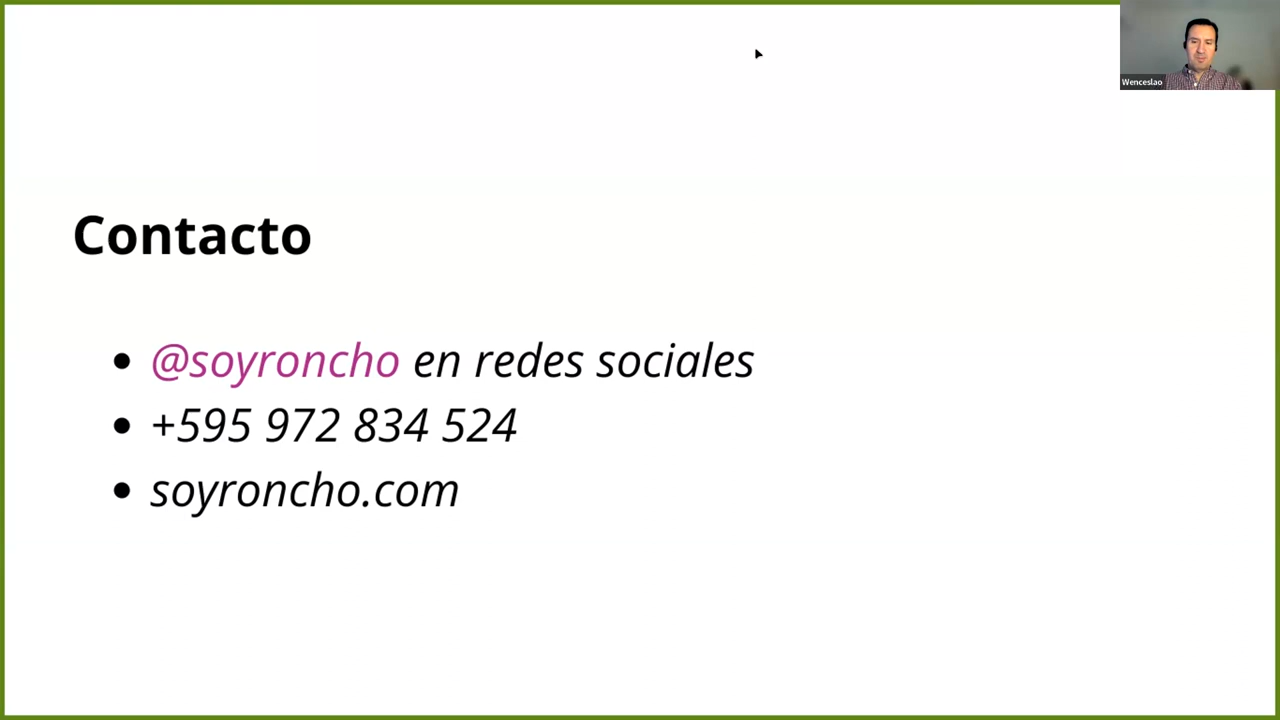 Wenceslao
Contacto
@soyroncho en redes sociales
+595 972 834 524
soyroncho.com